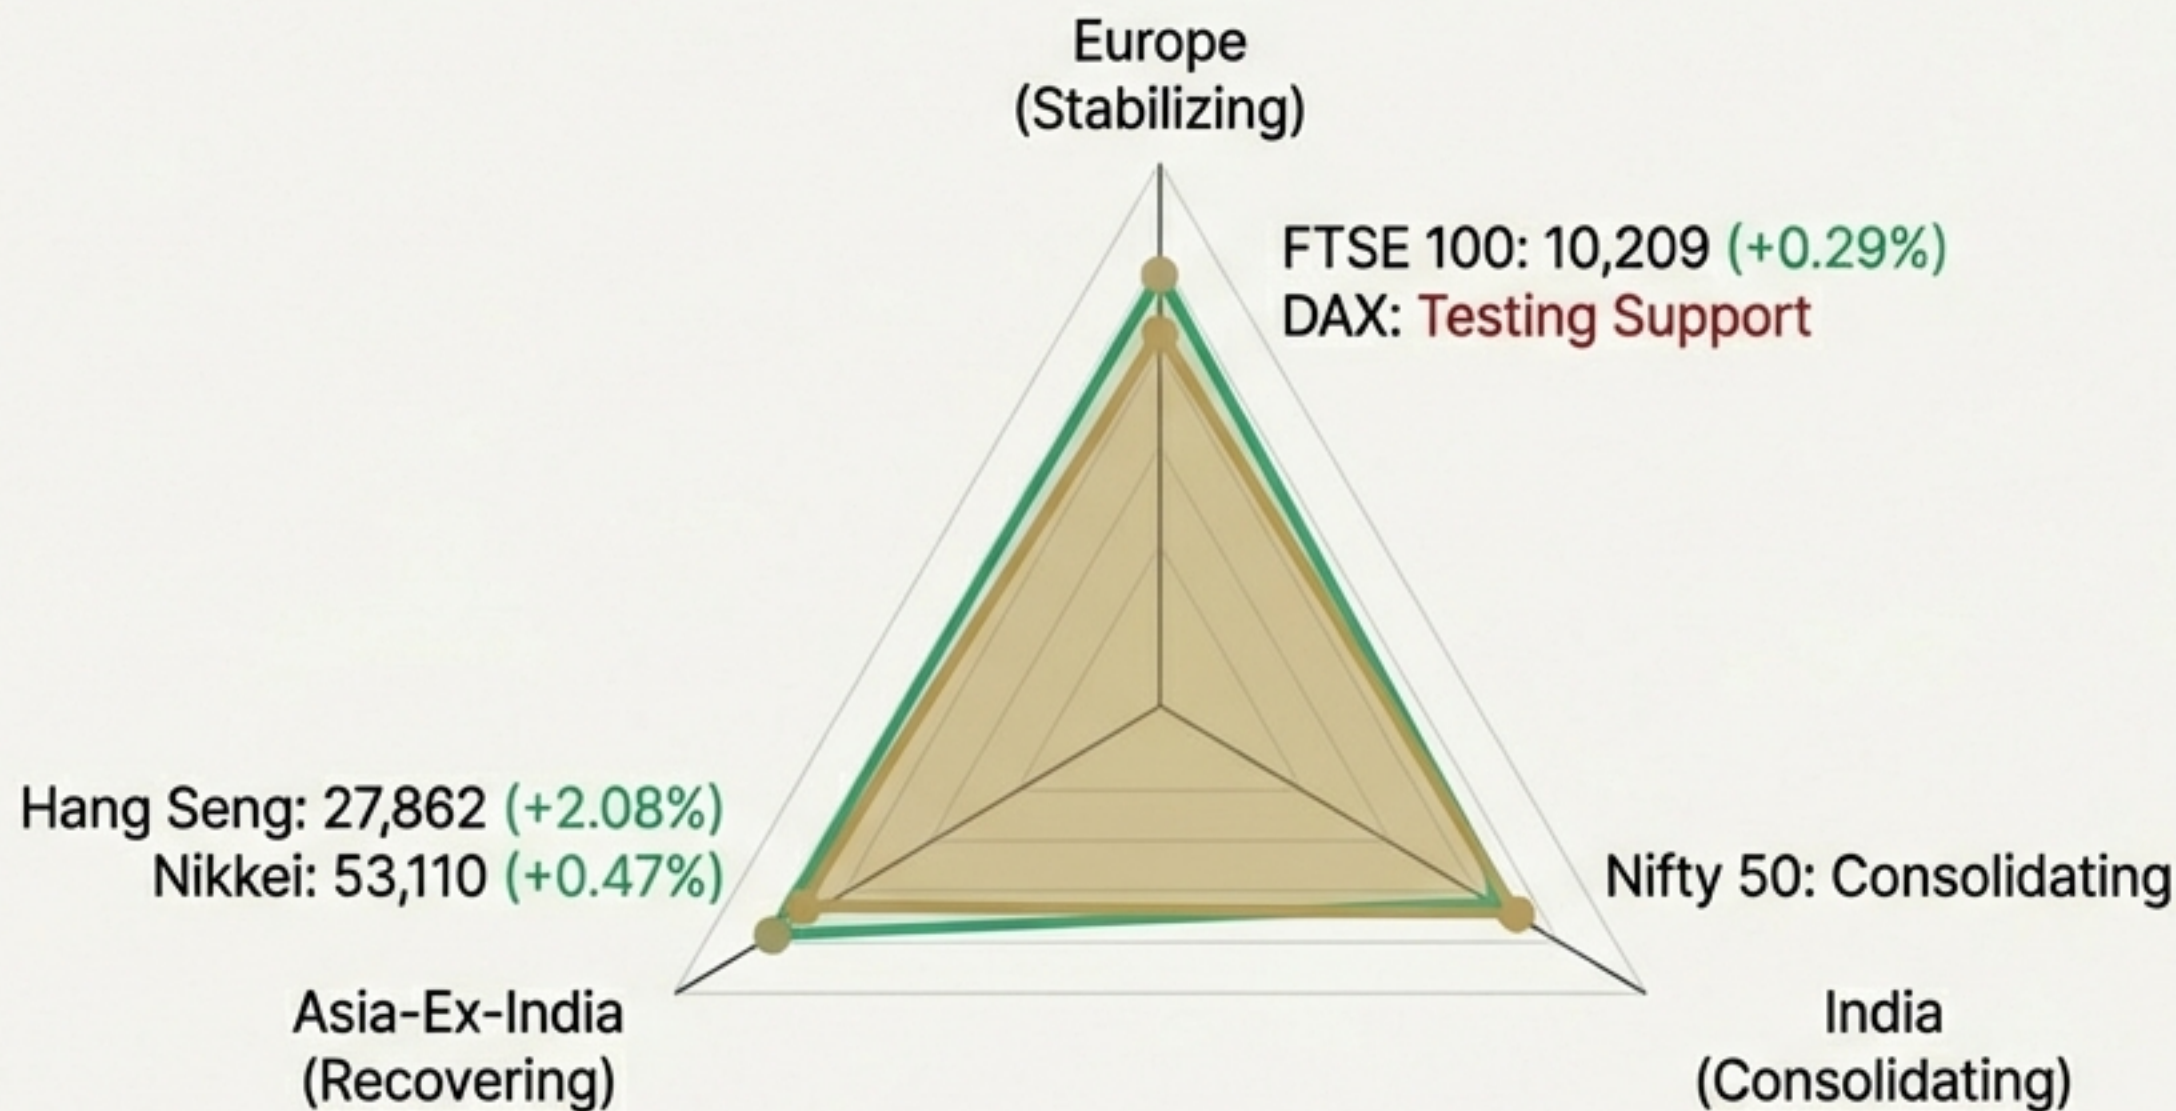 Europe
(Stabilizing)
FTSE 100: 10,209 (+0.29%)
DAX: Testing Support
Hang Seng: 27,862 (+2.08%)
Nikkei: 53,110 (+0.47%)
Nifty 50: Consolidating
Asia-Ex-India
(Recovering)
India
(Consolidating)